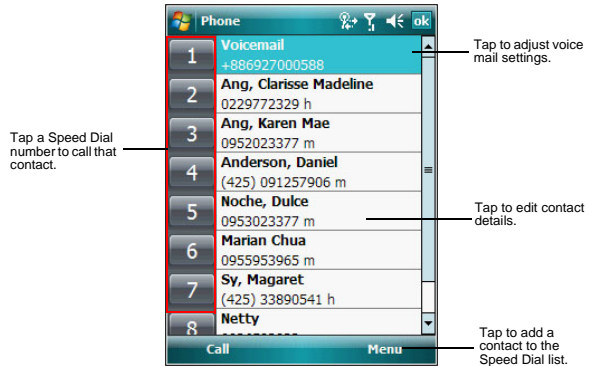 Phone
ok
1
Voicemail
+886927000588
2
Ang, Clarisse Madeline
0229772329 h
3
Ang, Karen Mae
0952023377 m
4
Anderson, Daniel
(425) 091257906 m
5
Noche, Dulce
0953023377 m
6
Marian Chua
0955953965 m
7
Sy, Magaret
(425) 33890541 h
8
Netty
Call
Menu
Tap a Speed Dial
number to call that
contact.
Tap to adjust voice
mail settings.
Tap to edit contact
details.
Tap to add a
contact to the
Speed Dial list.